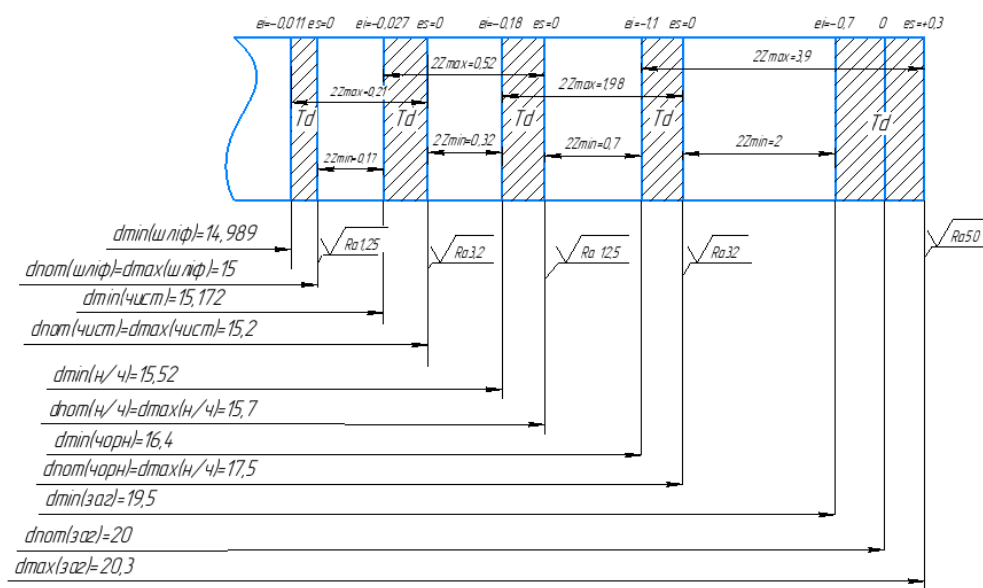 ei=-0,011 es=0 ei=-0,027 es=0 ei=-0,18 es=0 ei=-1,1 es=0 ei=-0,7 0 es=+0,3
2Zmax=0,52 2Zmax=3,9
2Zmax=0,21 2Zmax=1,98
Td Td Td Td Td
2Zmin=0,17 2Zmin=0,32 2Zmin=0,7 2Zmin=2
dmin(шліф)=14,989
Ra1,25 Ra3,2 Ra 12,5 Ra32 Ra50
dnom(шліф)=dmax(шліф)=15
dmin(чист)=15,172
dnom(чист)=dmax(чист)=15,2
dmin(н/ч)=15,52
dnom(н/ч)=dmax(н/ч)=15,7
dmin(чорн)=16,4
dnom(чорн)=dmax(н/ч)=17,5
dmin(заг)=19,5
dnom(заг)=20
dmax(заг)=20,3